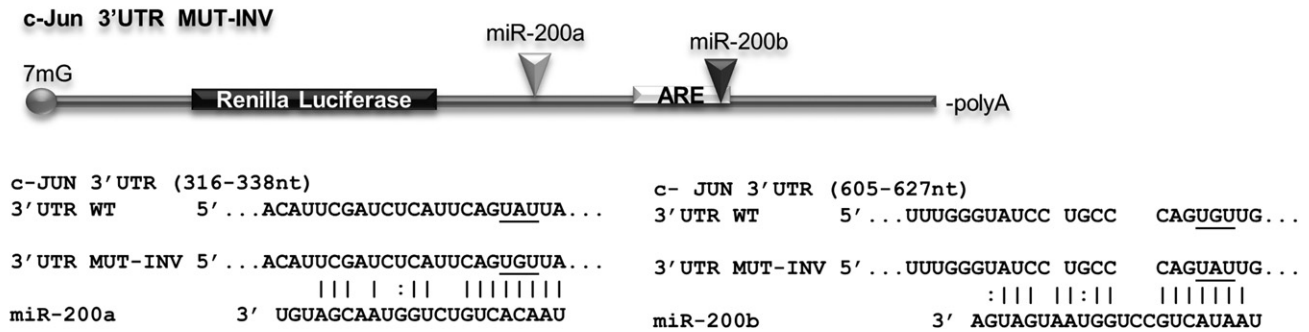 c-Jun 3'UTR MUT-INV
miR-200a
miR-200b
7mG
Renilla Luciferase
ARE
-polyA
c-JUN 3'UTR (316-338nt)
3'UTR WT 5'...ACAUUCGAUCUCAUUCAGUAUUA...
3'UTR MUT-INV 5'...ACAUUCGAUCUCAUUCAGUGUUA...
||| | :|| ||||||||
miR-200a 3' UGUAGCAAUGGUCUGUCACAAU
c- JUN 3'UTR (605-627nt)
3'UTR WT 5'...UUUGGGUAUCC UGCC CAGUGUUG...
3'UTR MUT-INV 5'...UUUGGGUAUCC UGCC CAGUAUUG...
:||| ||:|| |||||||
miR-200b 3' AGUAGUAAUGGUCCGUCAUAAU